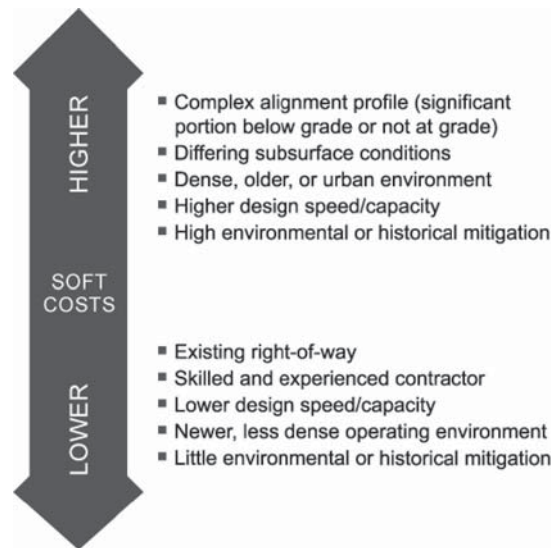 HIGHER
■ Complex alignment profile (significant
portion below grade or not at grade)
■ Differing subsurface conditions
■ Dense, older, or urban environment
■ Higher design speed/capacity
■ High environmental or historical mitigation
SOFT
COSTS
LOWER
■ Existing right-of-way
■ Skilled and experienced contractor
■ Lower design speed/capacity
■ Newer, less dense operating environment
■ Little environmental or historical mitigation